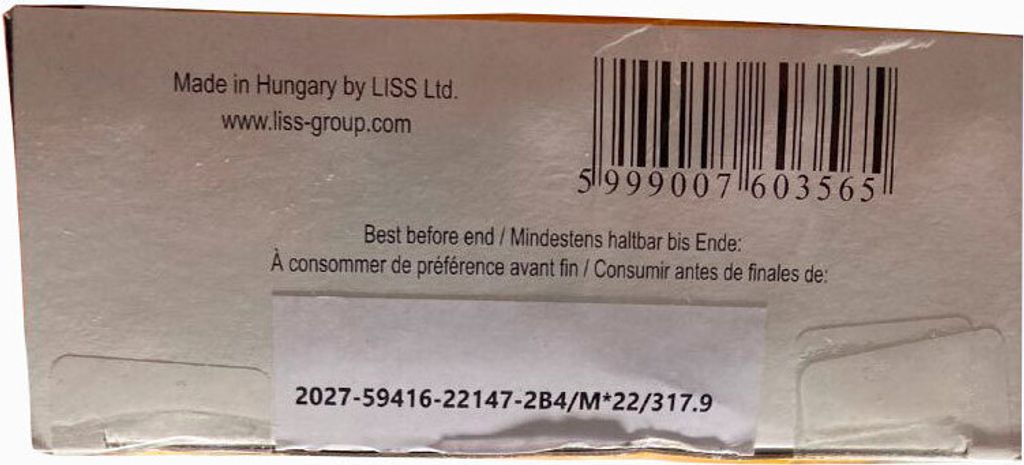 Made in Hungary by LISS Ltd.
www.liss-group.com
5 999007 603565
Best before end / Mindestens haltbar bis Ende:
À consommer de préférence avant fin / Consumir antes de finales de:
2027-59416-22147-2B4/M*22/317.9